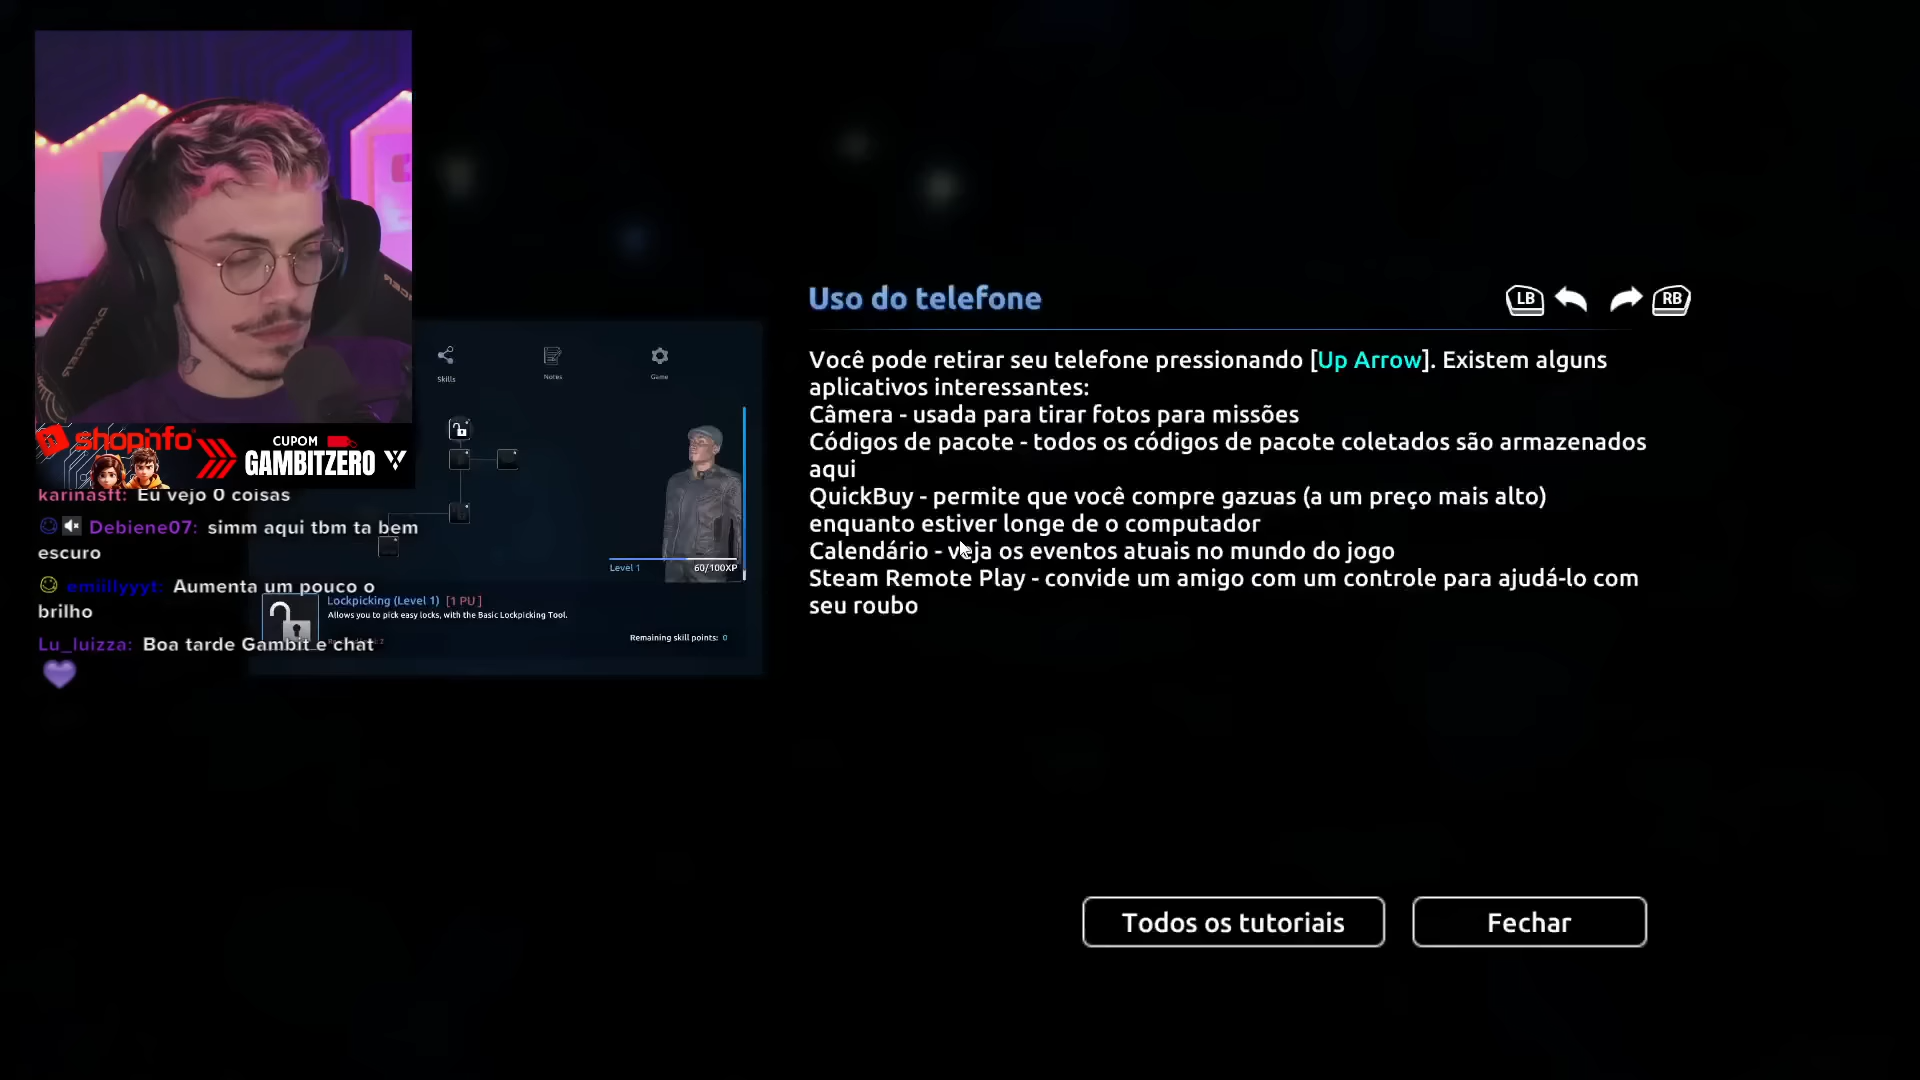 Uso do telefone
LB
RB
Você pode retirar seu telefone pressionando [Up Arrow]. Existem alguns
aplicativos interessantes:
Câmera - usada para tirar fotos para missões
Códigos de pacote - todos os códigos de pacote coletados são armazenados
aqui
QuickBuy - permite que você compre gazuas (a um preço mais alto)
enquanto estiver longe de o computador
Calendário - veja os eventos atuais no mundo do jogo
Steam Remote Play - convide um amigo com um controle para ajudá-lo com
seu roubo
Todos os tutoriais
Fechar
Skills
Notes
Game
Level 1
60/100XP
Lockpicking (Level 1) [1 PU]
Allows you to pick easy locks, with the Basic Lockpicking Tool.
Remaining skill points: 0
shopinfo
CUPOM
GAMBITZERO
karinasft: Eu vejo 0 coisas
Debiene07: simm aqui tbm ta bem
escuro
emiillyyyt: Aumenta um pouco o
brilho
Lu_luizza: Boa tarde Gambit e chat